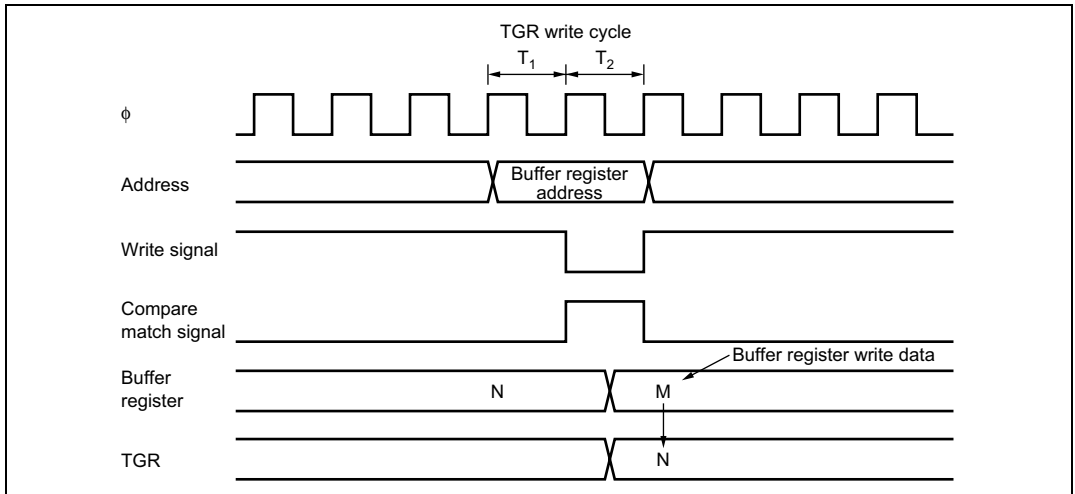 TGR write cycle
T1 T2
ϕ
Address
Buffer register
address
Write signal
Compare
match signal
Buffer register write data
Buffer
register
N M
TGR
N